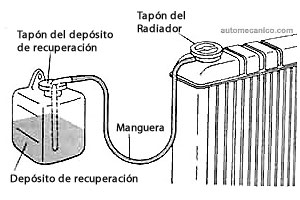 Tapón del
Radiador
automecanico.com
Tapón del depósito
de recuperación
Manguera
Depósito de recuperación